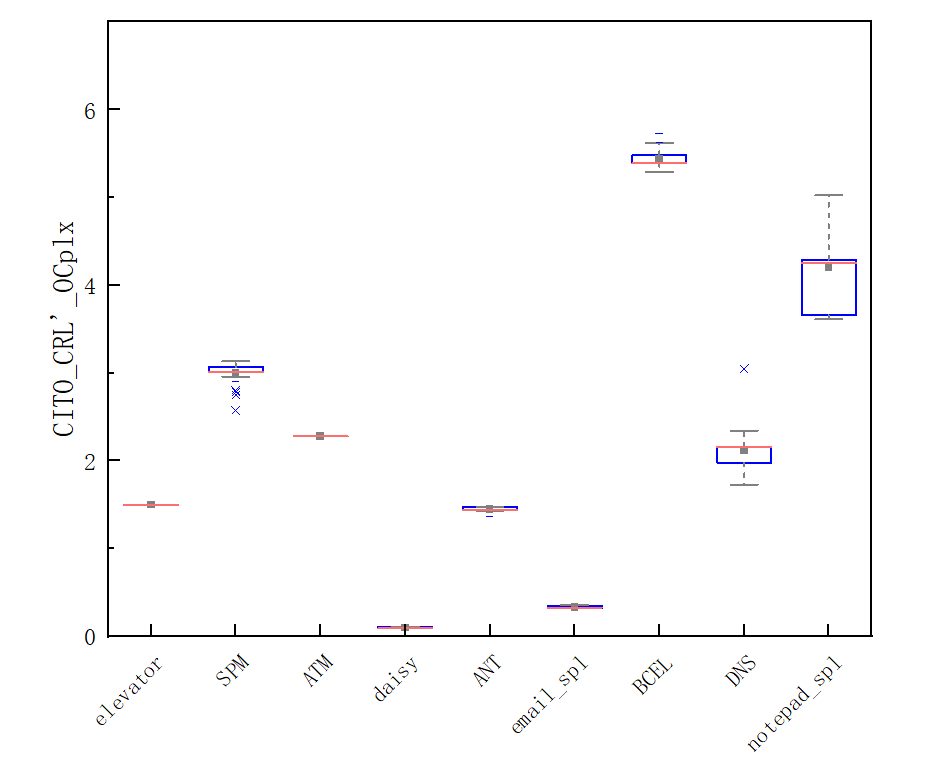 CITO_CRL'_OCplx
6
4
2
0
elevator
SPM
ATM
daisy
ANT
email_spl
BCEL
DNS
notepad_spl